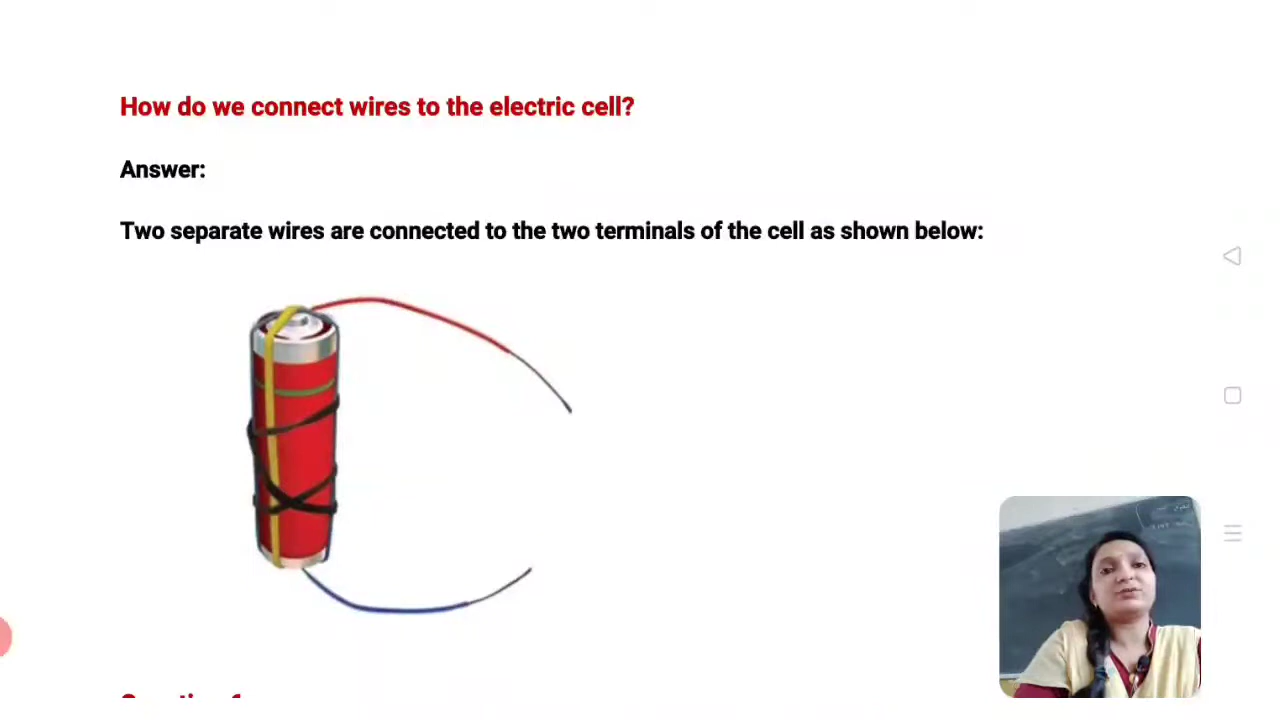 How do we connect wires to the electric cell?
Answer:
Two separate wires are connected to the two terminals of the cell as shown below: